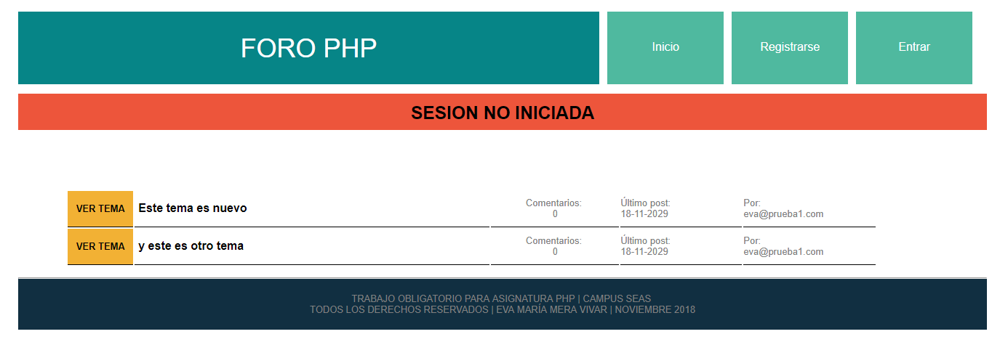 FORO PHP
Inicio
Registrarse
Entrar
SESION NO INICIADA
VER TEMA
Este tema es nuevo
Comentarios:
0
Último post:
18-11-2029
Por:
eva@prueba1.com
VER TEMA
y este es otro tema
Comentarios:
0
Último post:
18-11-2029
Por:
eva@prueba1.com
TRABAJO OBLIGATORIO PARA ASIGNATURA PHP | CAMPUS SEAS
TODOS LOS DERECHOS RESERVADOS | EVA MARÍA MERA VIVAR | NOVIEMBRE 2018